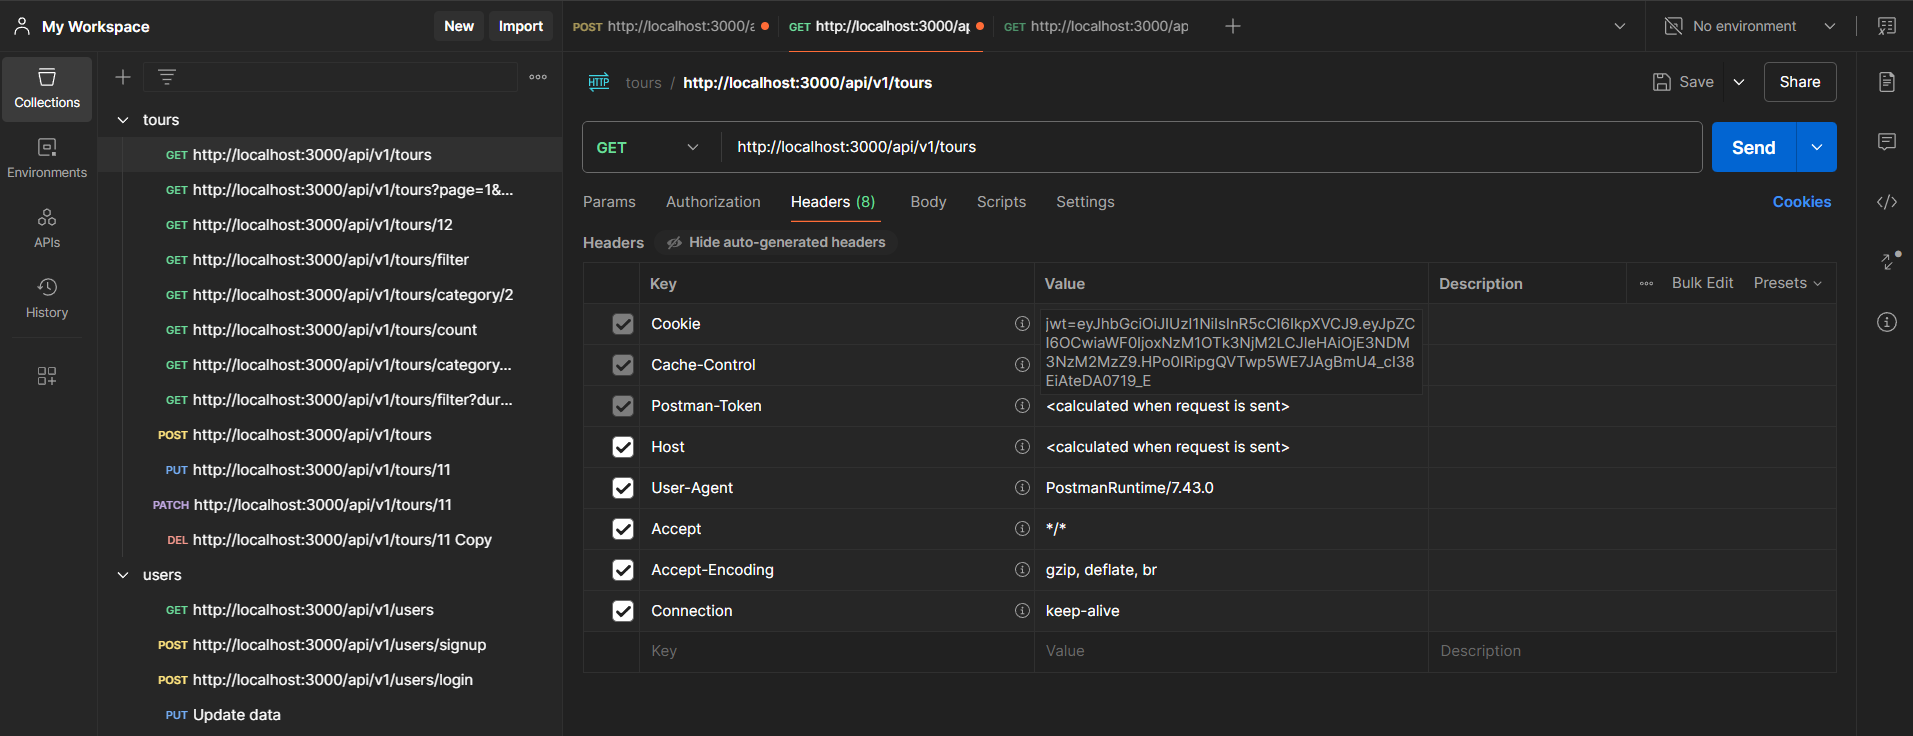 My Workspace
New
Import
POST http://localhost:3000/a
GET http://localhost:3000/ap
GET http://localhost:3000/ap
No environment
Collections
Environments
APIs
History
tours
GET http://localhost:3000/api/v1/tours
GET http://localhost:3000/api/v1/tours?page=1&...
GET http://localhost:3000/api/v1/tours/12
GET http://localhost:3000/api/v1/tours/filter
GET http://localhost:3000/api/v1/tours/category/2
GET http://localhost:3000/api/v1/tours/count
GET http://localhost:3000/api/v1/tours/category...
GET http://localhost:3000/api/v1/tours/filter?dur...
POST http://localhost:3000/api/v1/tours
PUT http://localhost:3000/api/v1/tours/11
PATCH http://localhost:3000/api/v1/tours/11
DEL http://localhost:3000/api/v1/tours/11 Copy
users
GET http://localhost:3000/api/v1/users
POST http://localhost:3000/api/v1/users/signup
POST http://localhost:3000/api/v1/users/login
PUT Update data
HTTP
tours / http://localhost:3000/api/v1/tours
Save
Share
GET
http://localhost:3000/api/v1/tours
Send
Params Authorization Headers (8) Body Scripts Settings
Cookies
Headers
Hide auto-generated headers
Key Value Description
Bulk Edit Presets
Cookie
jwt=eyJhbGciOiJIUzI1NiIsInR5cCI6IkpXVCJ9.eyJpZC
I6OCwiaWF0IjoxNzM1OTk3NjM2LCJleHAiOjE3NDM
3NzM2MzZ9.HPo0IRipgQVTwp5WE7JAgBmU4_cI38
EiAteDA0719_E
Cache-Control
Postman-Token <calculated when request is sent>
Host <calculated when request is sent>
User-Agent PostmanRuntime/7.43.0
Accept */*
Accept-Encoding gzip, deflate, br
Connection keep-alive
Key Value Description